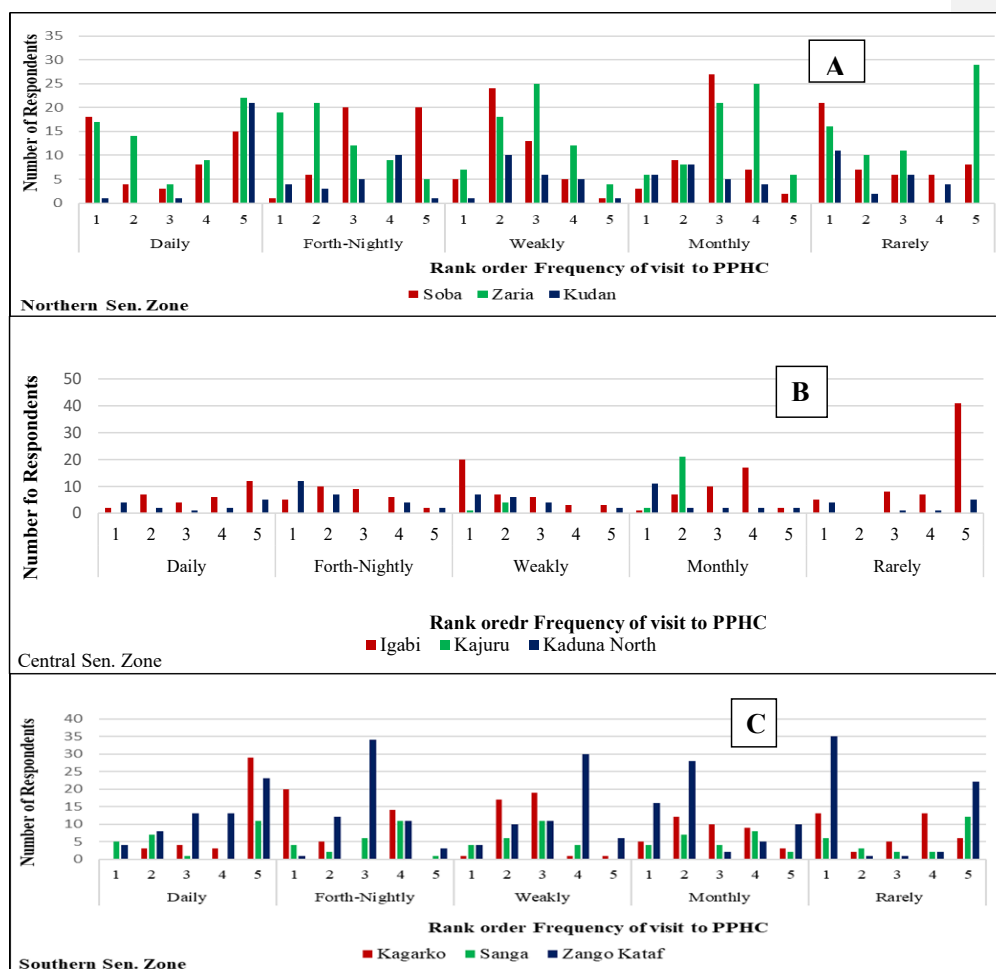 A
Number of Respondents
35
30
25
20
15
10
5
0
1 2 3 4 5 1 2 3 4 5 1 2 3 4 5 1 2 3 4 5 1 2 3 4 5
Daily Forth-Nightly Weakly Monthly Rarely
Rank order Frequency of visit to PPHC
Soba Zaria Kudan
Northern Sen. Zone
B
Number fo Respondents
50
40
30
20
10
0
1 2 3 4 5 1 2 3 4 5 1 2 3 4 5 1 2 3 4 5 1 2 3 4 5
Daily Forth-Nightly Weakly Monthly Rarely
Rank oredr Frequency of visit to PPHC
Igabi Kajuru Kaduna North
Central Sen. Zone
C
Number of Respondents
40
35
30
25
20
15
10
5
0
1 2 3 4 5 1 2 3 4 5 1 2 3 4 5 1 2 3 4 5 1 2 3 4 5
Daily Forth-Nightly Weakly Monthly Rarely
Rank order Frequency of visit to PPHC
Kagarko Sanga Zango Kataf
Southern Sen. Zone